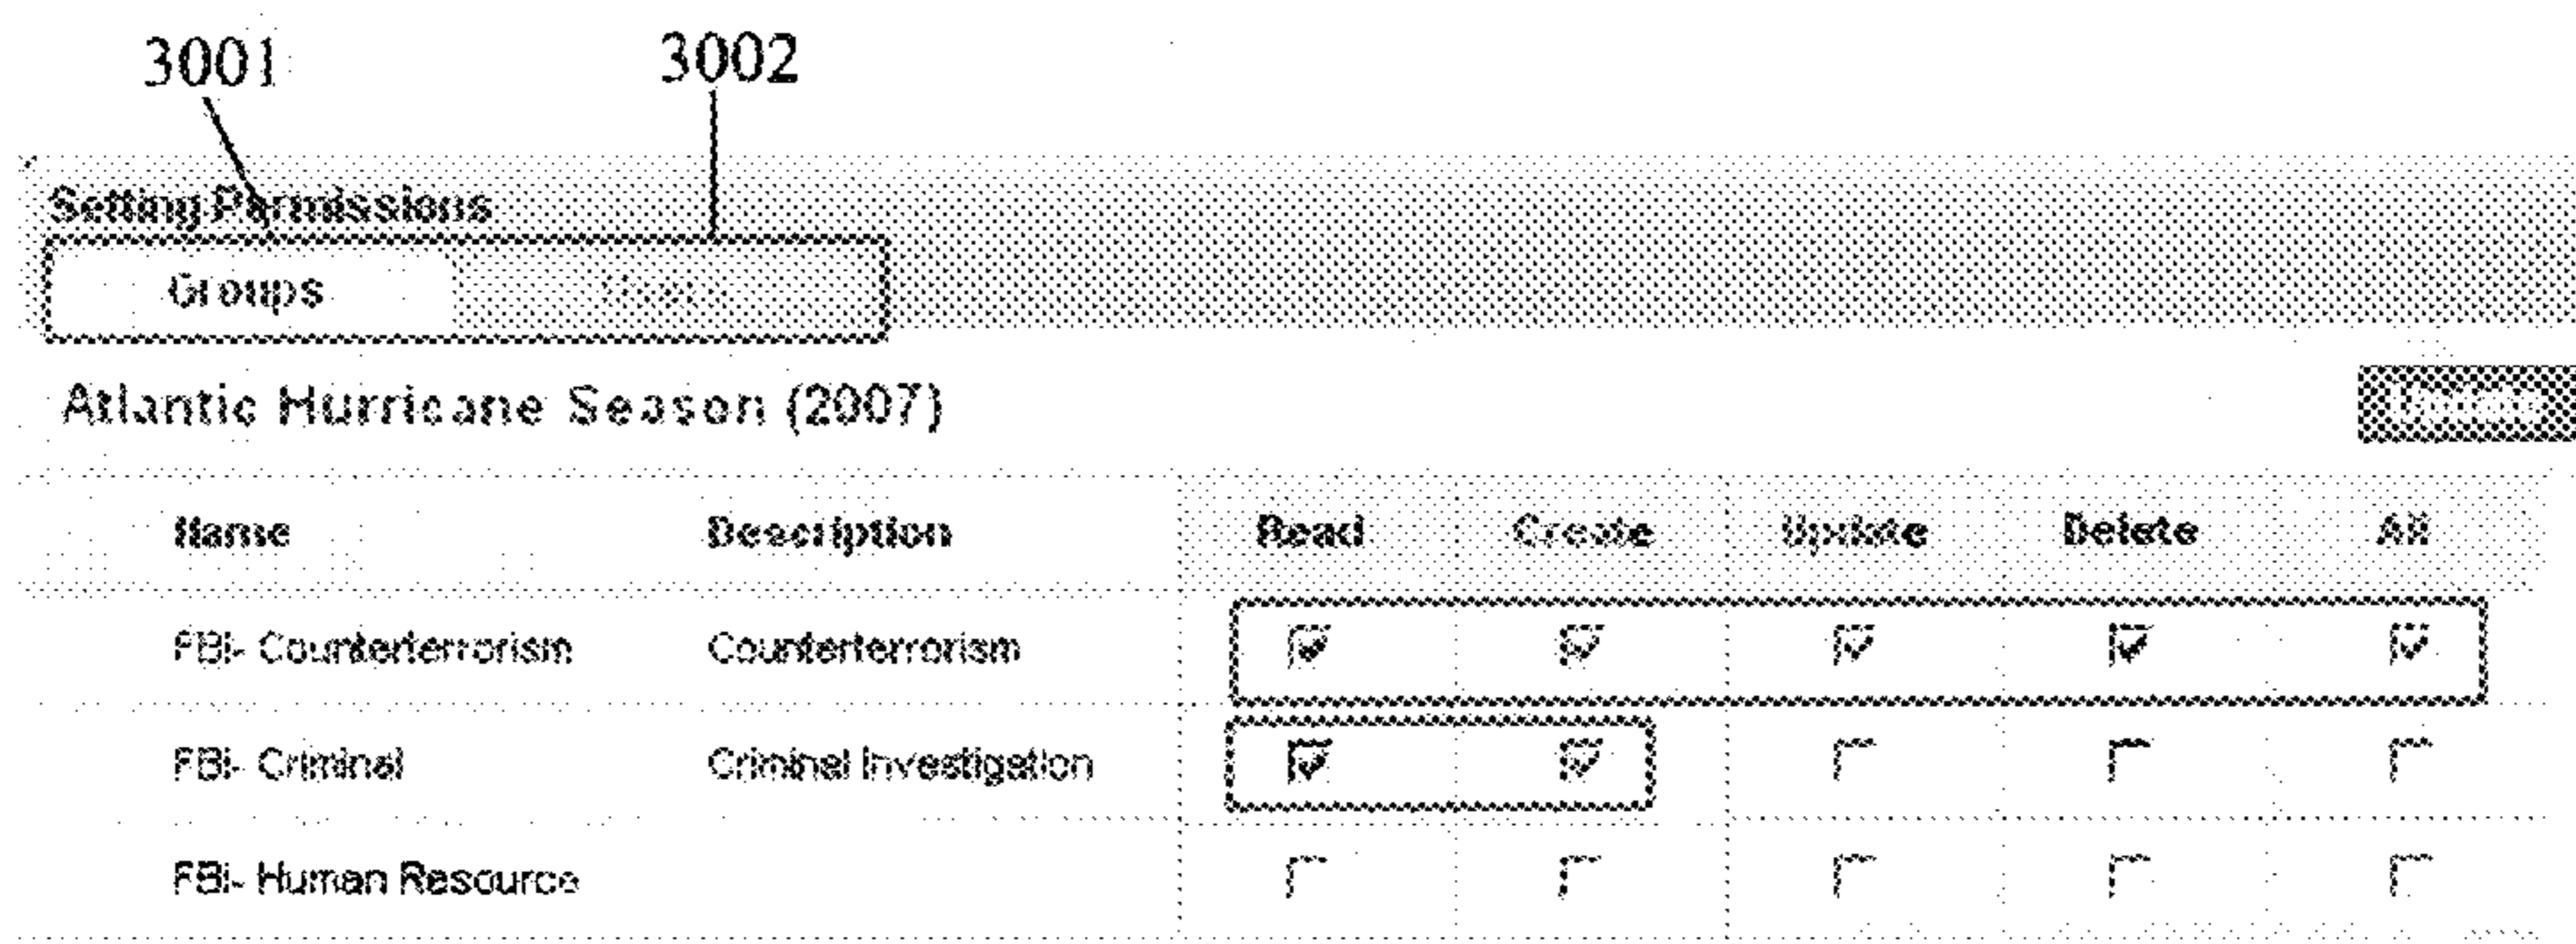 3001 3002
Setting Permissions
Groups
Atlantic Hurricane Season (2007)
Name Description Read Create Update Delete All
FBI- Counterterrorism Counterterrorism
FBI- Criminal Criminal Investigation
FBI- Human Resource